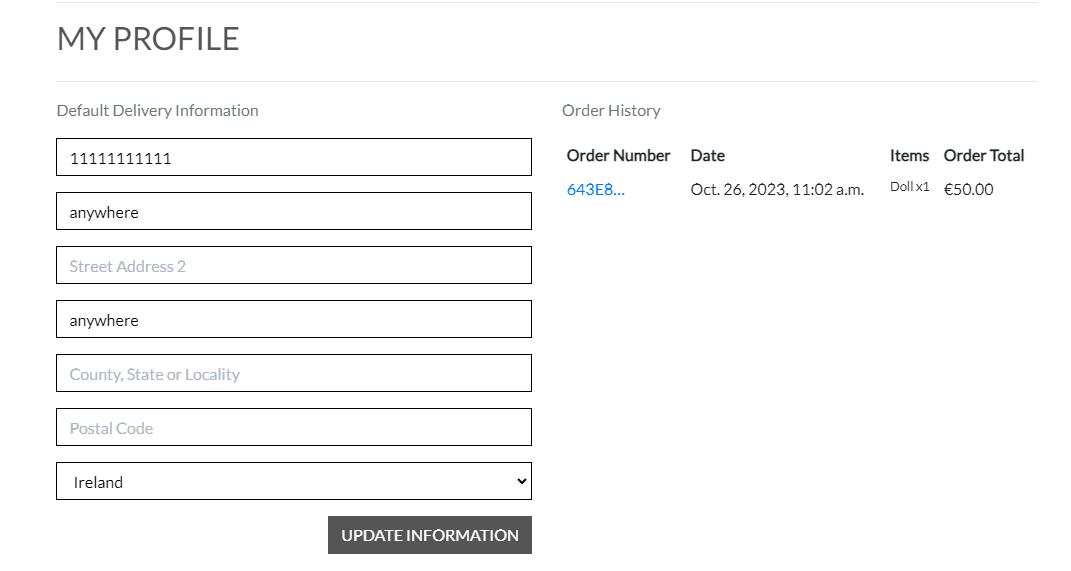 MY PROFILE
Default Delivery Information
11111111111
anywhere
Street Address 2
anywhere
County, State or Locality
Postal Code
Ireland
UPDATE INFORMATION
Order History
Order Number Date Items Order Total
643E8... Oct. 26, 2023, 11:02 a.m. Doll x1 €50.00